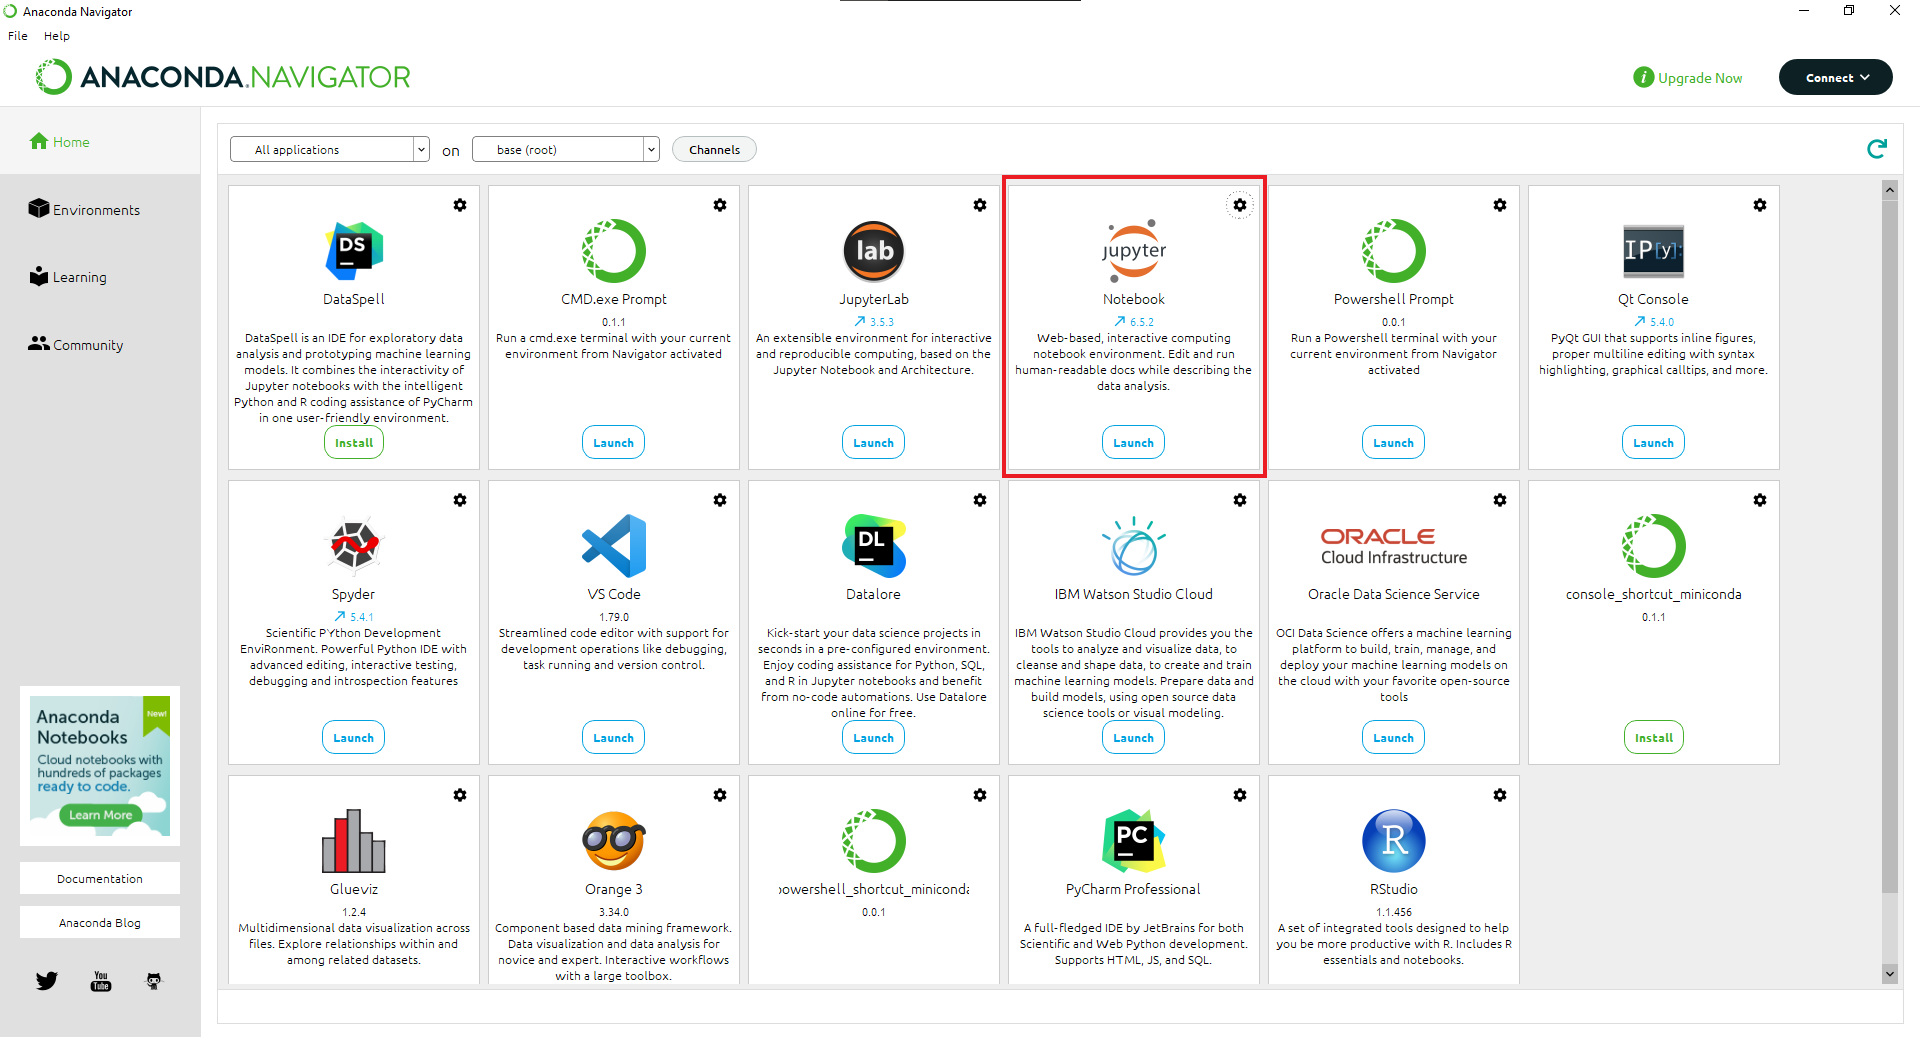 Anaconda Navigator
File Help
ANACONDA.NAVIGATOR
i Upgrade Now
Connect
Home
Environments
Learning
Community
All applications
on
base (root)
Channels
DS
DataSpell
DataSpell is an IDE for exploratory data
analysis and prototyping machine learning
models. It combines the interactivity of
Jupyter notebooks with the intelligent
Python and R coding assistance of PyCharm
in one user-friendly environment.
Install
CMD.exe Prompt
0.1.1
Run a cmd.exe terminal with your current
environment from Navigator activated
Launch
lab
JupyterLab
3.5.3
An extensible environment for interactive
and reproducible computing, based on the
Jupyter Notebook and Architecture.
Launch
jupyter
Notebook
6.5.2
Web-based, interactive computing
notebook environment. Edit and run
human-readable docs while describing the
data analysis.
Launch
Powershell Prompt
0.0.1
Run a Powershell terminal with your
current environment from Navigator
activated
Launch
IP[y]:
Qt Console
5.4.0
PyQt GUI that supports inline figures,
proper multiline editing with syntax
highlighting, graphical calltips, and more.
Launch
Spyder
5.4.1
Scientific PYthon Development
EnviRonment. Powerful Python IDE with
advanced editing, interactive testing,
debugging and introspection features
Launch
VS Code
1.79.0
Streamlined code editor with support for
development operations like debugging,
task running and version control.
Launch
DL
Datalore
Kick-start your data science projects in
seconds in a pre-configured environment.
Enjoy coding assistance for Python, SQL,
and R in Jupyter notebooks and benefit
from no-code automations. Use Datalore
online for free.
Launch
IBM Watson Studio Cloud
IBM Watson Studio Cloud provides you the
tools to analyze and visualize data, to
cleanse and shape data, to create and train
machine learning models. Prepare data and
build models, using open source data
science tools or visual modeling.
Launch
ORACLE
Cloud Infrastructure
Oracle Data Science Service
OCI Data Science offers a machine learning
platform to build, train, manage, and
deploy your machine learning models on
the cloud with your favorite open-source
tools
Launch
console_shortcut_miniconda
0.1.1
Install
Glueviz
1.2.4
Multidimensional data visualization across
files. Explore relationships within and
among related datasets.
Orange 3
3.34.0
Component based data mining framework.
Data visualization and data analysis for
novice and expert. Interactive workflows
with a large toolbox.
powershell_shortcut_miniconda
0.0.1
PC
PyCharm Professional
A full-fledged IDE by JetBrains for both
Scientific and Web Python development.
Supports HTML, JS, and SQL.
R
RStudio
1.1.456
A set of integrated tools designed to help
you be more productive with R. Includes R
essentials and notebooks.
Anaconda
Notebooks
New!
Cloud notebooks with
hundreds of packages
ready to code.
Learn More
Documentation
Anaconda Blog
You
Tube